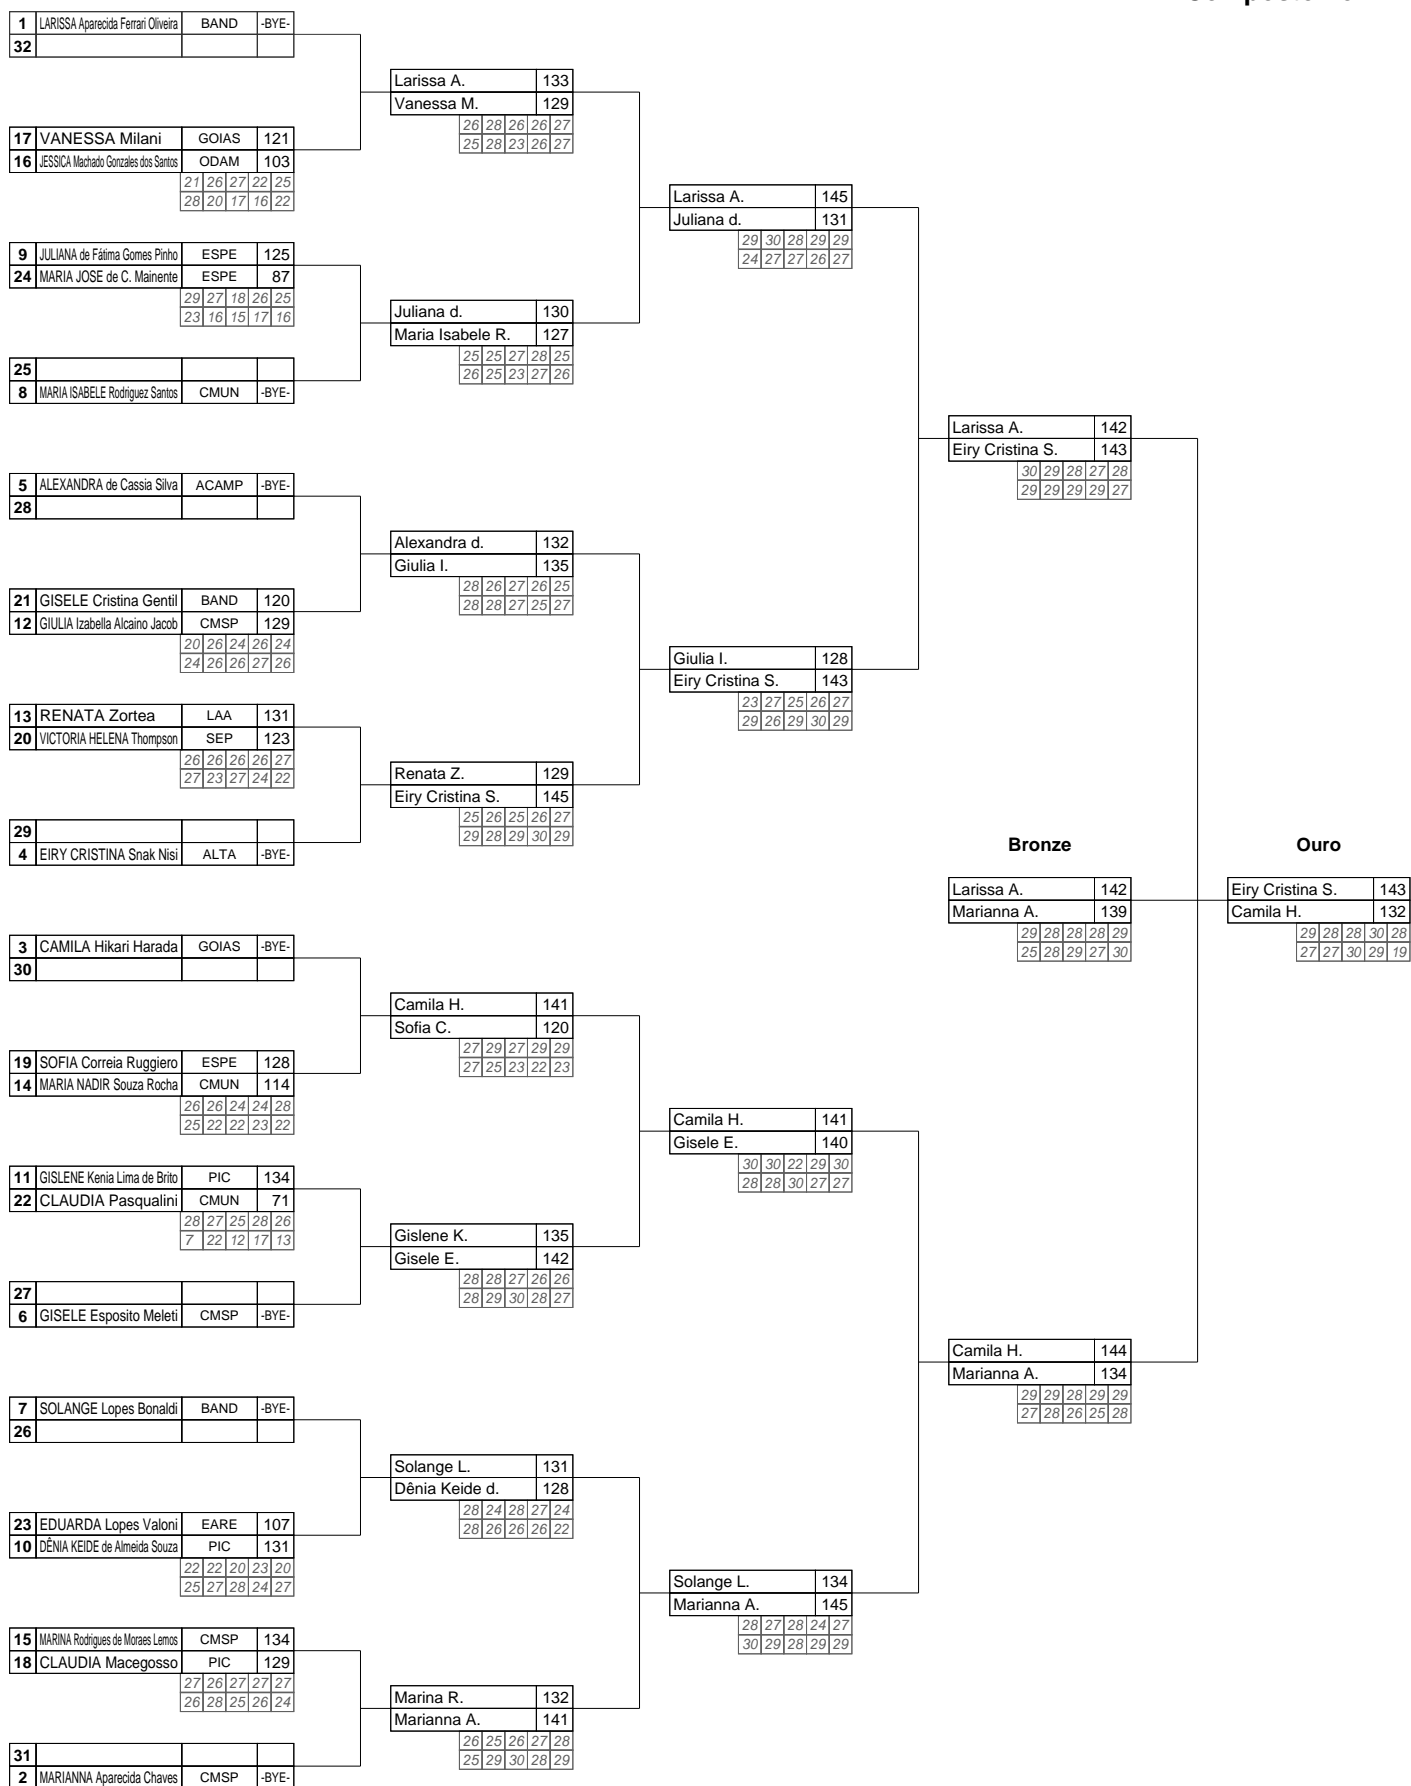 1 LARISSA Aparecida Ferrari Oliveira BAND -BYE-
32
Larissa A. 133
Vanessa M. 129
26 28 26 26 27
25 28 23 26 27
17 VANESSA Milani GOIAS 121
16 JESSICA Machado Gonzales dos Santos ODAM 103
21 26 27 22 25
28 20 17 16 22
Larissa A. 145
Juliana d. 131
29 30 28 29 29
24 27 27 26 27
9 JULIANA de Fátima Gomes Pinho ESPE 125
24 MARIA JOSE de C. Mainente ESPE 87
29 27 18 26 25
23 16 15 17 16
Juliana d. 130
Maria Isabele R. 127
25 25 27 28 25
26 25 23 27 26
25
8 MARIA ISABELE Rodriguez Santos CMUN -BYE-
Larissa A. 142
Eiry Cristina S. 143
30 29 28 27 28
29 29 29 29 27
5 ALEXANDRA de Cassia Silva ACAMP -BYE-
28
Alexandra d. 132
Giulia I. 135
28 26 27 26 25
28 28 27 25 27
21 GISELE Cristina Gentil BAND 120
12 GIULIA Izabella Alcaino Jacob CMSP 129
20 26 24 26 24
24 26 26 27 26
Giulia I. 128
Eiry Cristina S. 143
23 27 25 26 27
29 26 29 30 29
13 RENATA Zortea LAA 131
20 VICTORIA HELENA Thompson SEP 123
26 26 26 26 27
27 23 27 24 22
Renata Z. 129
Eiry Cristina S. 145
25 26 25 26 27
29 28 29 30 29
29
4 EIRY CRISTINA Snak Nisi ALTA -BYE-
Bronze Ouro
Larissa A. 142 Eiry Cristina S. 143
Marianna A. 139 Camila H. 132
29 28 28 28 29 29 28 28 30 28
25 28 29 27 30 27 27 30 29 19
3 CAMILA Hikari Harada GOIAS -BYE-
30
Camila H. 141
Sofia C. 120
27 29 27 29 29
27 25 23 22 23
19 SOFIA Correia Ruggiero ESPE 128
14 MARIA NADIR Souza Rocha CMUN 114
26 26 24 24 28
25 22 22 23 22
Camila H. 141
Gisele E. 140
30 30 22 29 30
28 28 30 27 27
11 GISLENE Kenia Lima de Brito PIC 134
22 CLAUDIA Pasqualini CMUN 71
28 27 25 28 26
7 22 12 17 13
Gislene K. 135
Gisele E. 142
28 28 27 26 26
28 29 30 28 27
27
6 GISELE Esposito Meleti CMSP -BYE-
Camila H. 144
Marianna A. 134
29 29 28 29 29
27 28 26 25 28
7 SOLANGE Lopes Bonaldi BAND -BYE-
26
Solange L. 131
Dênia Keide d. 128
28 24 28 27 24
28 26 26 26 22
23 EDUARDA Lopes Valoni EARE 107
10 DÊNIA KEIDE de Almeida Souza PIC 131
22 22 20 23 20
25 27 28 24 27
Solange L. 134
Marianna A. 145
28 27 28 24 27
30 29 28 29 29
15 MARINA Rodrigues de Moraes Lemos CMSP 134
18 CLAUDIA Macegosso PIC 129
27 26 27 27 27
26 28 25 26 24
Marina R. 132
Marianna A. 141
26 25 26 27 28
25 29 30 28 29
31
2 MARIANNA Aparecida Chaves CMSP -BYE-